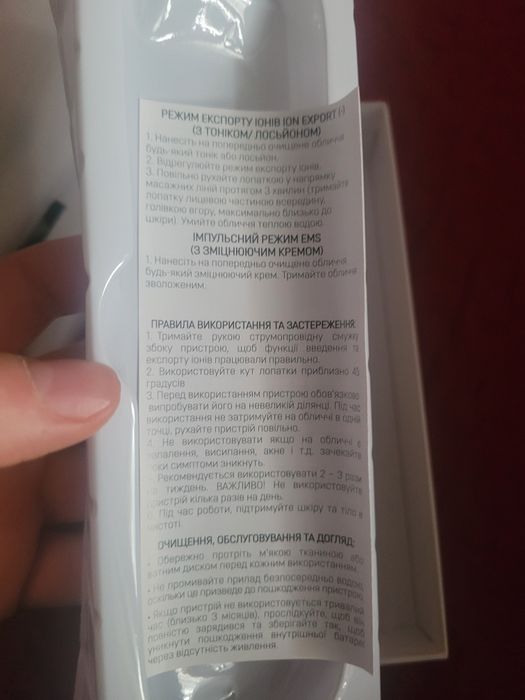 РЕЖИМ ЕКСПОРТУ ІОНІВ ION EXPORT (-)
(З ТОНІКОМ/ ЛОСЬЙОНОМ)
1. Нанесіть на попередньо очищене обличчя
будь-який тонік або лосьйон.
2. Відрегулюйте режим експорту іонів.
3. Повільно рухайте лопаткою у напрямку
масажних ліній протягом 3 хвилин (тримайте
лопатку лицевою частиною всередину,
голівкою вгору, максимально близько до
шкіри). Умийте обличчя теплою водою.
ІМПУЛЬСНИЙ РЕЖИМ EMS
(З ЗМІЦНЮЮЧИМ КРЕМОМ)
1. Нанесіть на попередньо очищене обличчя
будь-який зміцнюючий крем. Тримайте обличчя
зволоженим.
ПРАВИЛА ВИКОРИСТАННЯ ТА ЗАСТЕРЕЖЕННЯ:
1. Тримайте рукою струмопровідну смужку
збоку пристрою, щоб функції введення та
експорту іонів працювали правильно.
2. Використовуйте кут лопатки приблизно 45
градусів
3. Перед використанням пристрою обов'язково
випробувати його на невеликій ділянці. Під час
використання не затримуйте на обличчі в одній
точці, рухайте пристрій повільно.
4. Не використовувати якщо на обличчі є
запалення, висипання, акне і т.д. зачекайте
поки симптоми зникнуть.
Рекомендується використовувати 2 - 3 рази
на тиждень. ВАЖЛИВО! Не використовуйте
пристрій кілька разів на день.
6. Під час роботи, підтримуйте шкіру та тіло в
чистоті.
ОЧИЩЕННЯ, ОБСЛУГОВУВАННЯ ТА ДОГЛЯД:
• Обережно протріть м'якою тканиною або
ватним диском перед кожним використанням.
• Не промивайте прилад безпосередньо водою,
оскільки це призведе до пошкодження пристрою.
• Якщо пристрій не використовується тривалий
час (близько 3 місяців), прослідкуйте, щоб він
повністю зарядився та зберігайте так, щоб
уникнути пошкодження внутрішньої батареї
через відсутність живлення.